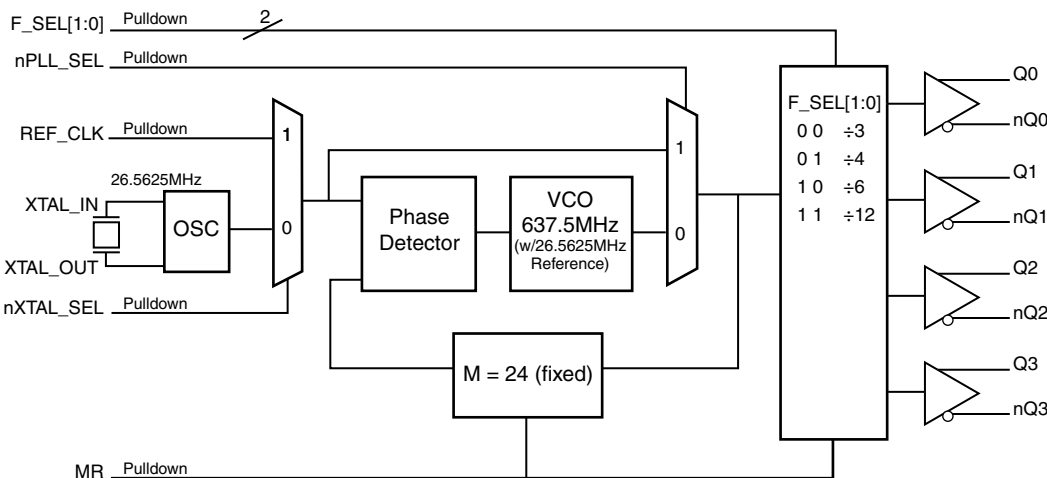 F_SEL[1:0] Pulldown 2
nPLL_SEL Pulldown
REF_CLK Pulldown
1
26.5625MHz
XTAL_IN
OSC
0
XTAL_OUT
nXTAL_SEL Pulldown
Phase
Detector
VCO
637.5MHz
(w/26.5625MHz
Reference)
1
0
M = 24 (fixed)
MR Pulldown
F_SEL[1:0]
0 0 ÷3
0 1 ÷4
1 0 ÷6
1 1 ÷12
Q0
nQ0
Q1
nQ1
Q2
nQ2
Q3
nQ3